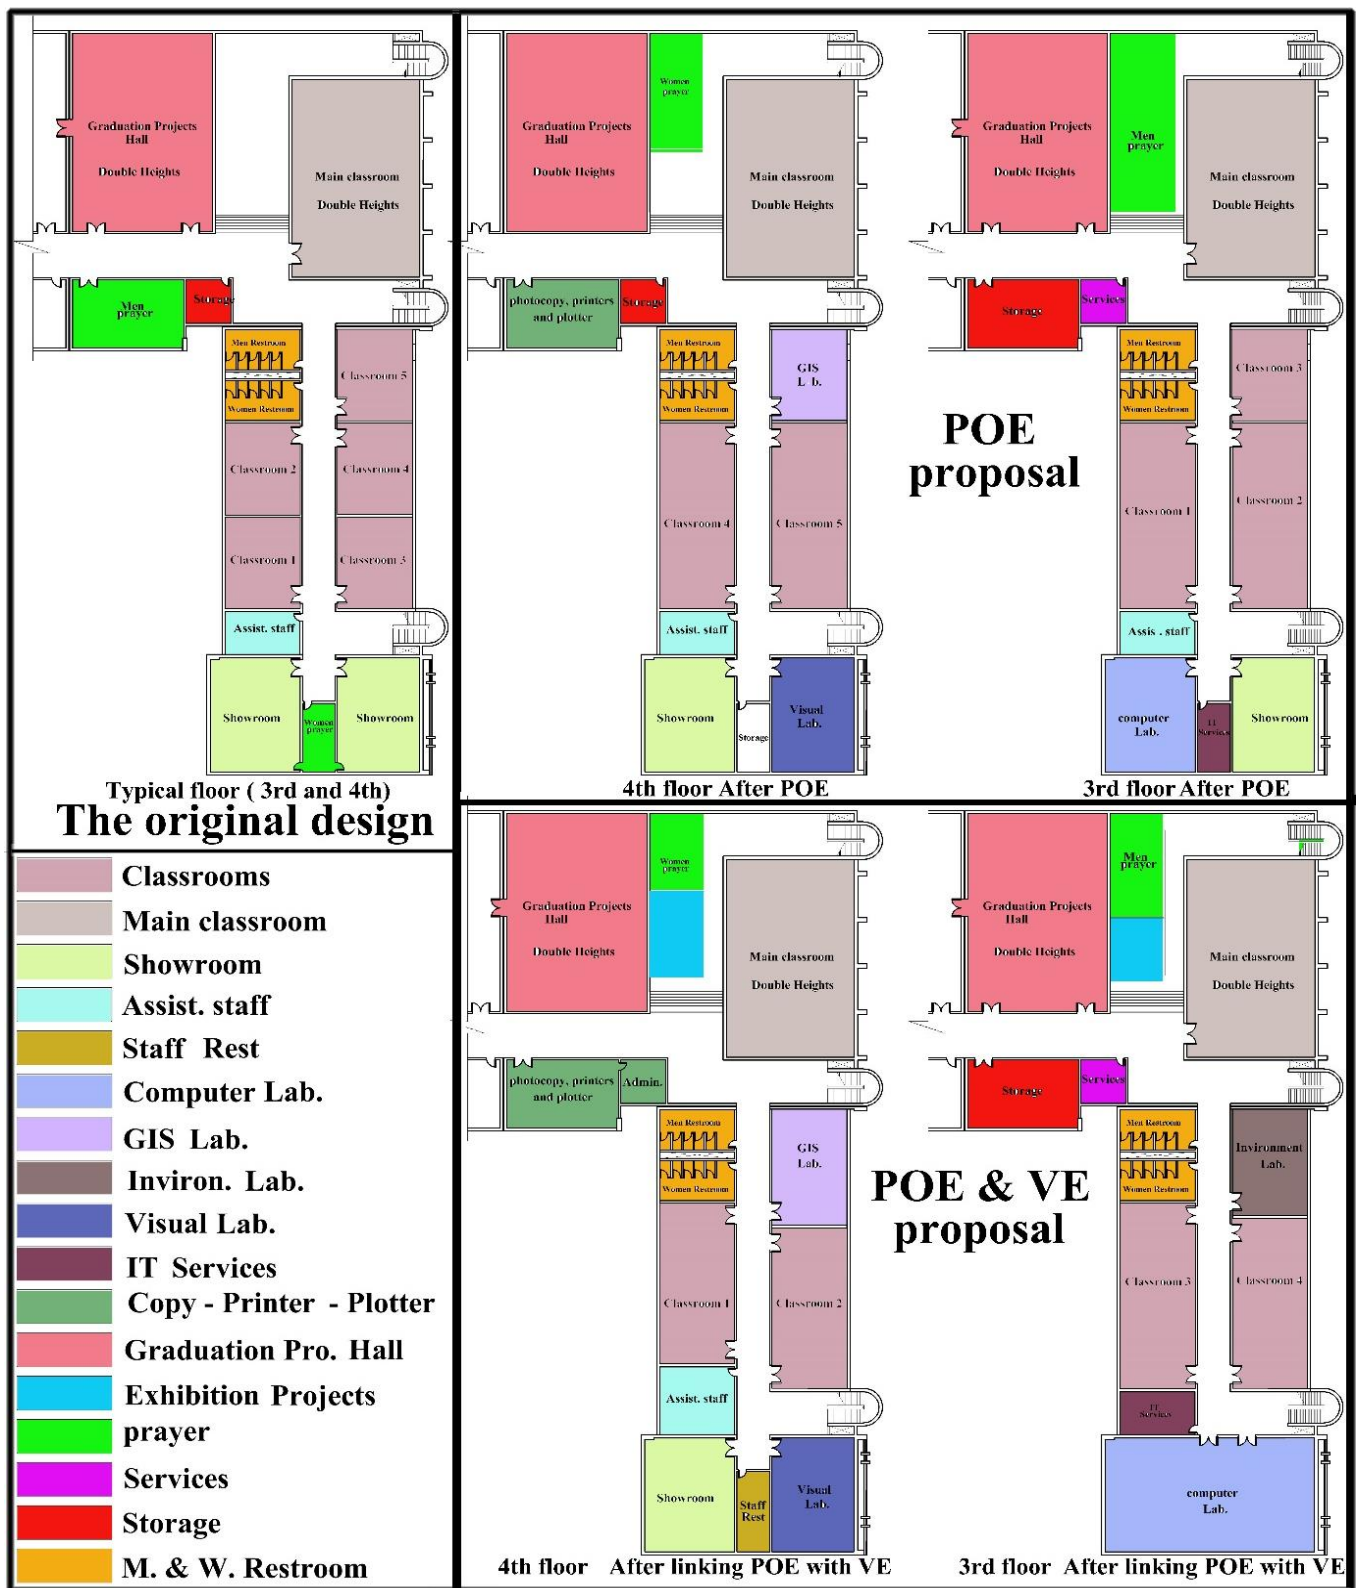 Graduation Projects
Hall
Double Heights
Main classroom
Double Heights
Men
prayer
Storage
Men Restroom
Women Restroom
Classroom 5
Classroom 2
Classroom 4
Classroom 1
Classroom 3
Assist. staff
Showroom
Women
prayer
Showroom
Typical floor ( 3rd and 4th)
The original design
Graduation Projects
Hall
Double Heights
Women
prayer
Main classroom
Double Heights
photocopy, printers
and plotter
Storage
Men Restroom
Women Restroom
GIS
L b.
Classroom 4
Classroom 5
Assist. staff
Showroom
Storage
Visual
Lab.
4th floor After POE
Graduation Projects
Hall
Double Heights
Men
prayer
Main classroom
Double Heights
Storage
Services
Men Restroom
Women Restroom
Classroom 3
POE
proposal
Classroom 1
Classroom 2
Assis . staff
computer
Lab.
IT
Services
Showroom
3rd floor After POE
Classrooms
Main classroom
Showroom
Assist. staff
Staff Rest
Computer Lab.
GIS Lab.
Inviron. Lab.
Visual Lab.
IT Services
Copy - Printer - Plotter
Graduation Pro. Hall
Exhibition Projects
prayer
Services
Storage
M. & W. Restroom
Graduation Projects
Hall
Double Heights
Women
prayer
Main classroom
Double Heights
photocopy, printers
and plotter
Admin.
Men Restroom
Women Restroom
GIS
Lab.
Classroom 1
Classroom 2
Assist. staff
Showroom
Staff
Rest
Visual
Lab.
4th floor After linking POE with VE
Graduation Projects
Hall
Double Heights
Men
prayer
Main classroom
Double Heights
Storage
Services
Men Restroom
Women Restroom
Invironment
Lab.
POE & VE
proposal
Classroom 3
Classroom 4
IT
Services
computer
Lab.
3rd floor After linking POE with VE